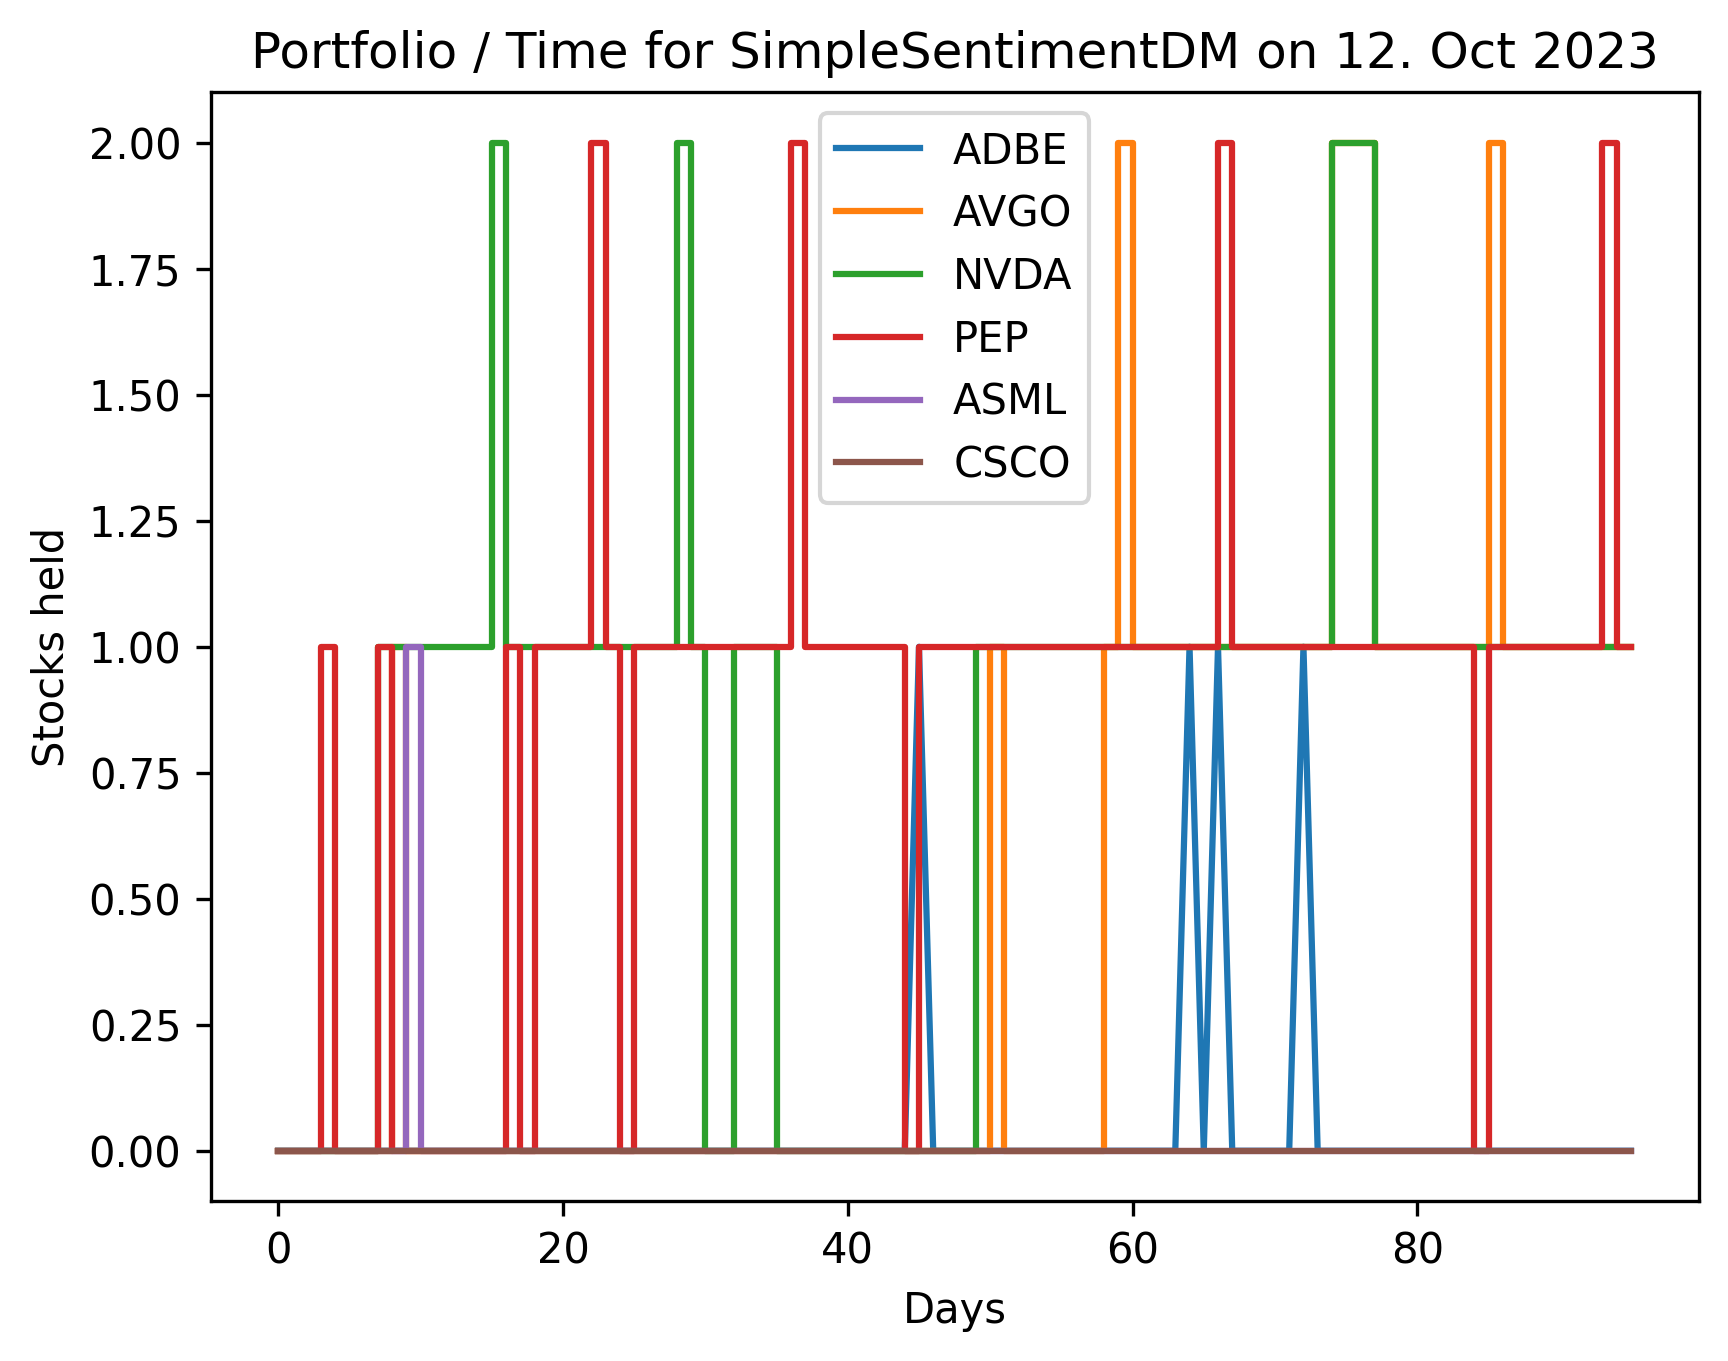 Portfolio / Time for SimpleSentimentDM on 12. Oct 2023
2.00
1.75
1.50
1.25
1.00
0.75
0.50
0.25
0.00
Stocks held
ADBE
AVGO
NVDA
PEP
ASML
CSCO
0 20 40 60 80
Days